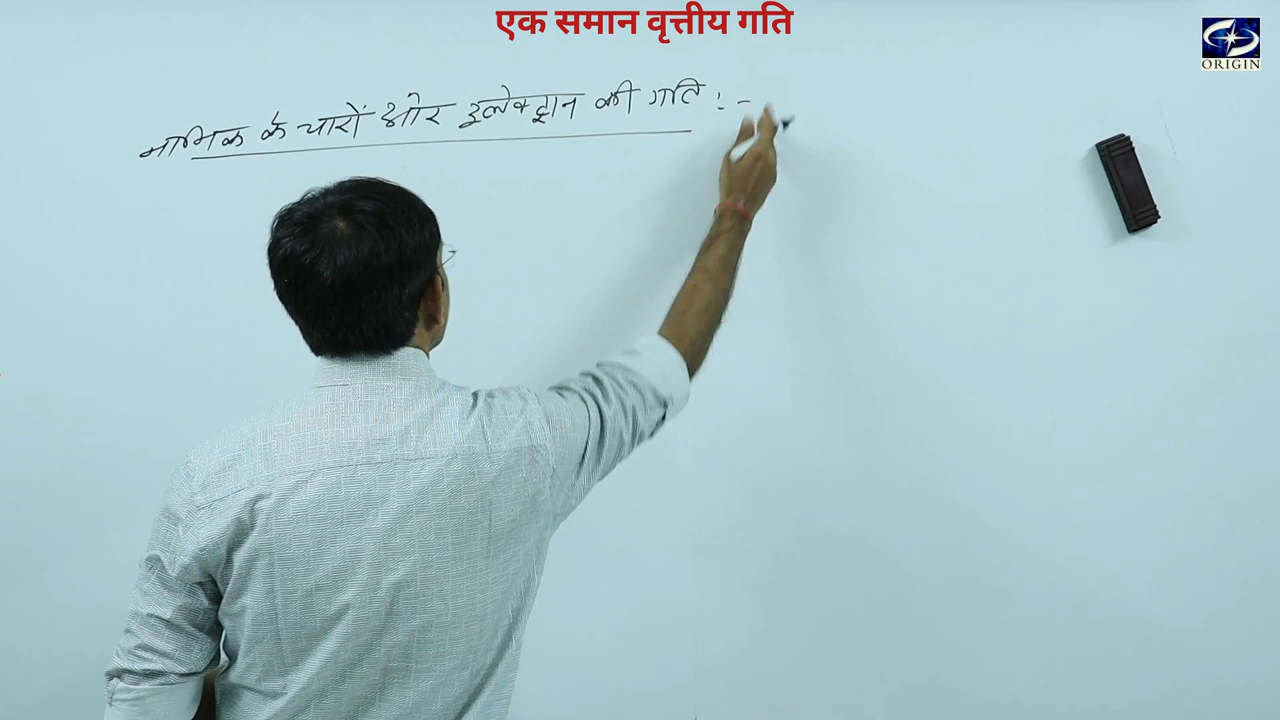 एक समान वृत्तीय गति
ORIGIN
नाभिक के चारों ओर इलेक्ट्रान की गति :-